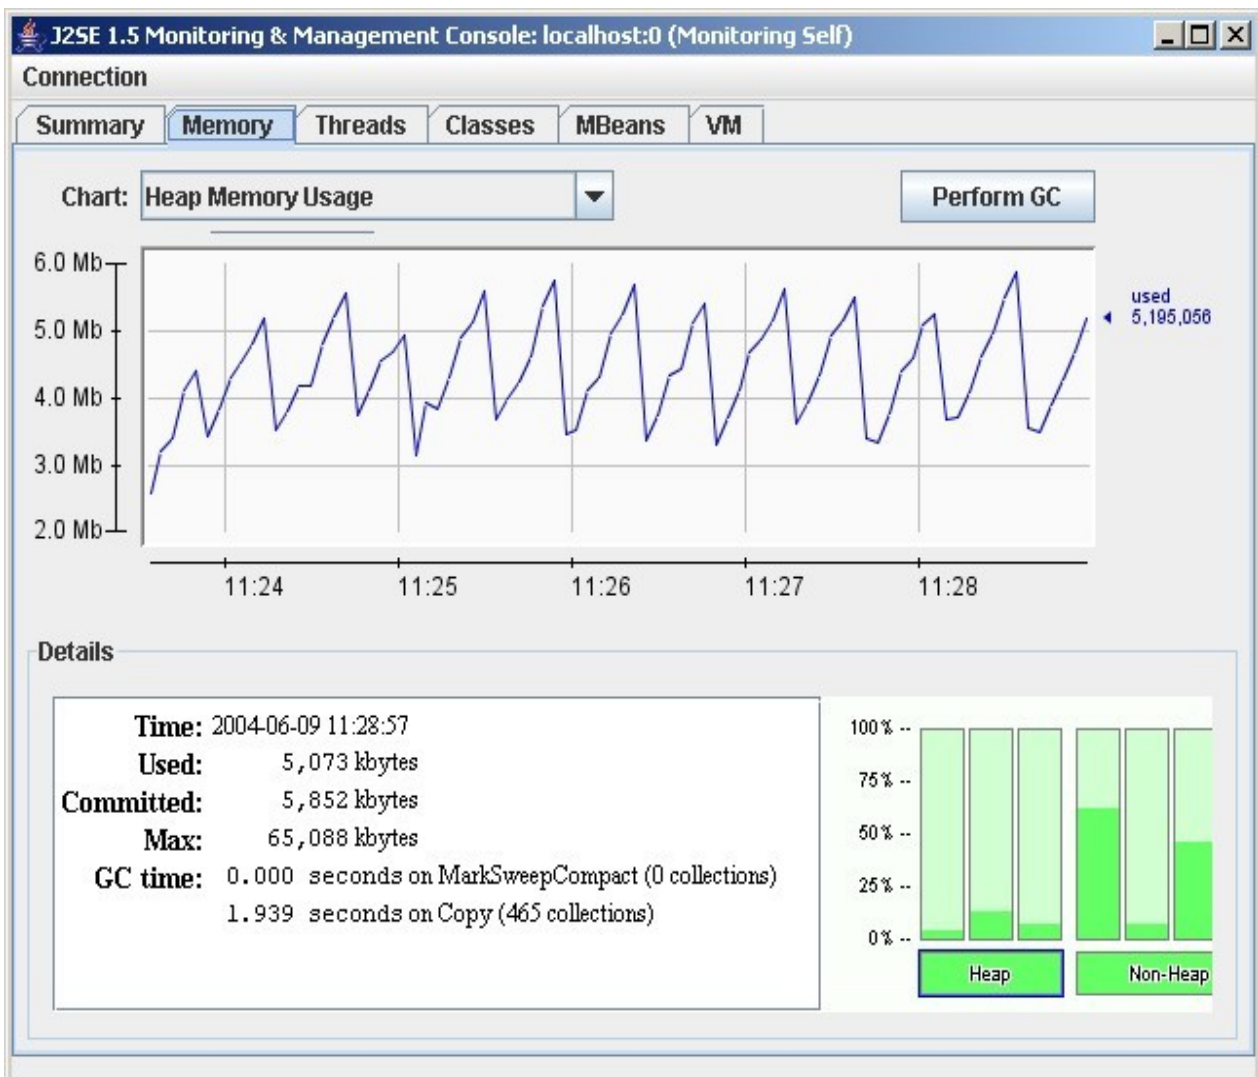 J2SE 1.5 Monitoring & Management Console: localhost:0 (Monitoring Self)
Connection
Summary Memory Threads Classes MBeans VM
Chart: Heap Memory Usage Perform GC
6.0 Mb
5.0 Mb
4.0 Mb
3.0 Mb
2.0 Mb
used
5,195,056
11:24 11:25 11:26 11:27 11:28
Details
Time: 2004-06-09 11:28:57
Used: 5,073 kbytes
Committed: 5,852 kbytes
Max: 65,088 kbytes
GC time: 0.000 seconds on MarkSweepCompact (0 collections)
1.939 seconds on Copy (465 collections)
100% --
75% --
50% --
25% --
0% --
Heap Non-Heap